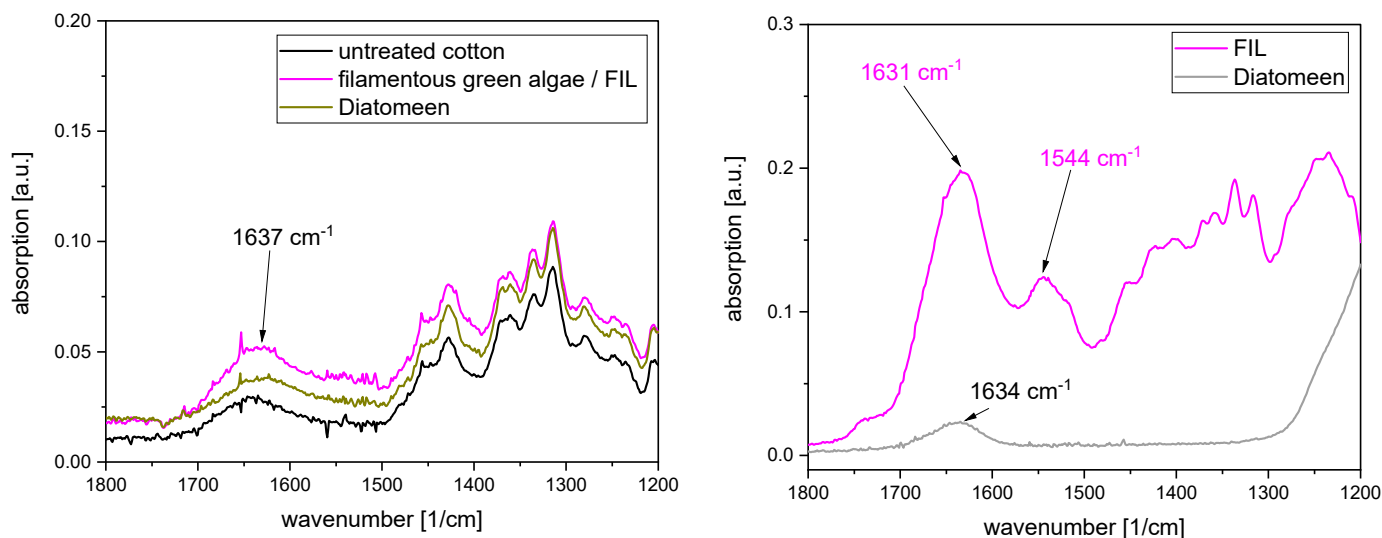 0.20
0.15
0.10
0.05
0.00
absorption [a.u.]
untreated cotton
filamentous green algae / FIL
Diatomeen
1637 cm-1
1800 1700 1600 1500 1400 1300 1200
wavenumber [1/cm]
0.3
0.2
0.1
0.0
absorption [a.u.]
FIL
Diatomeen
1631 cm-1
1544 cm-1
1634 cm-1
1800 1700 1600 1500 1400 1300 1200
wavenumber [1/cm]